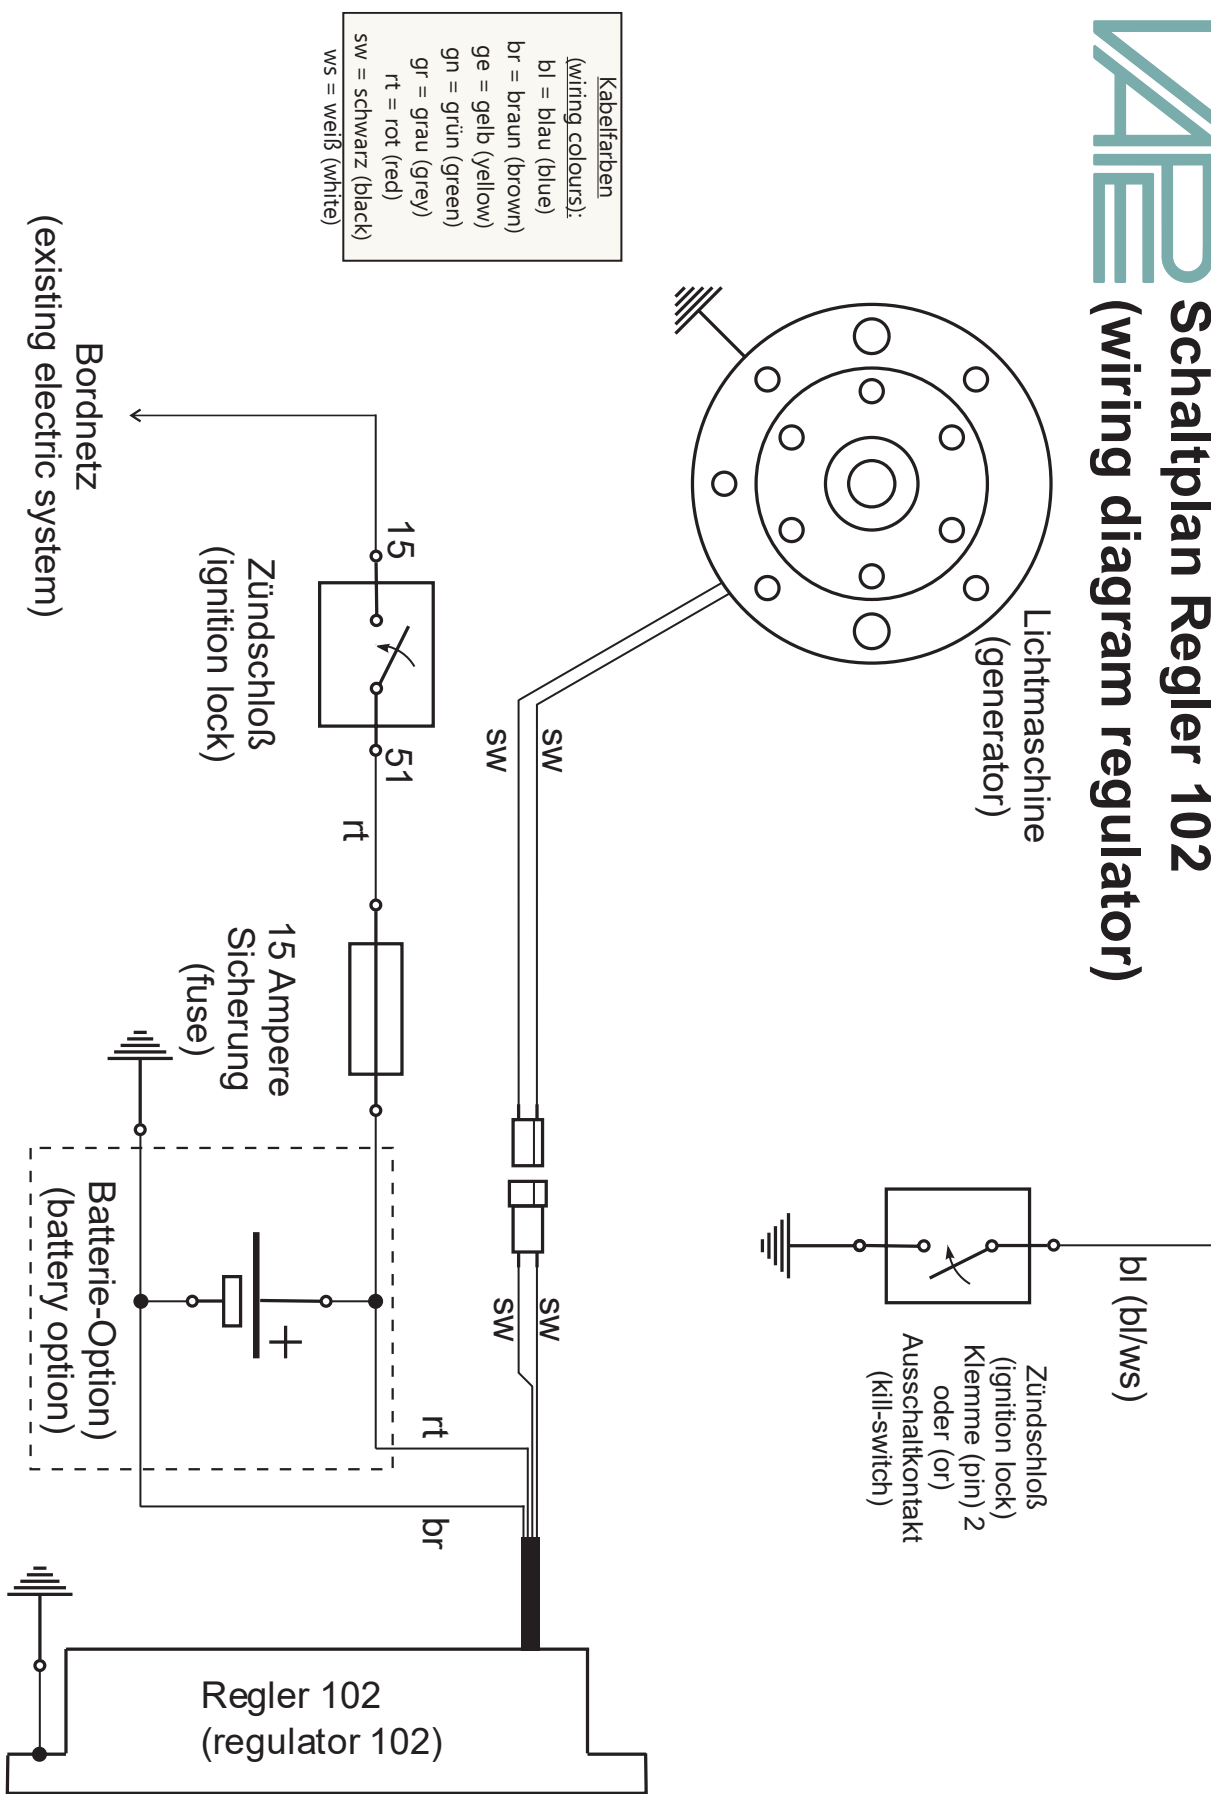 VAPE
Schaltplan Regler 102
(wiring diagram regulator)
Kabelfarben
(wiring colours):
bl = blau (blue)
br = braun (brown)
ge = gelb (yellow)
gn = grün (green)
gr = grau (grey)
rt = rot (red)
sw = schwarz (black)
ws = weiß (white)
Lichtmaschine
(generator)
bl (bl/ws)
Zündschloß
(ignition lock)
Klemme (pin) 2
oder (or)
Ausschaltkontakt
(kill-switch)
sw
sw
sw
sw
15
51
rt
Zündschloß
(ignition lock)
Bordnetz
(existing electric system)
15 Ampere
Sicherung
(fuse)
+
Batterie-Option)
(battery option)
rt
br
Regler 102
(regulator 102)